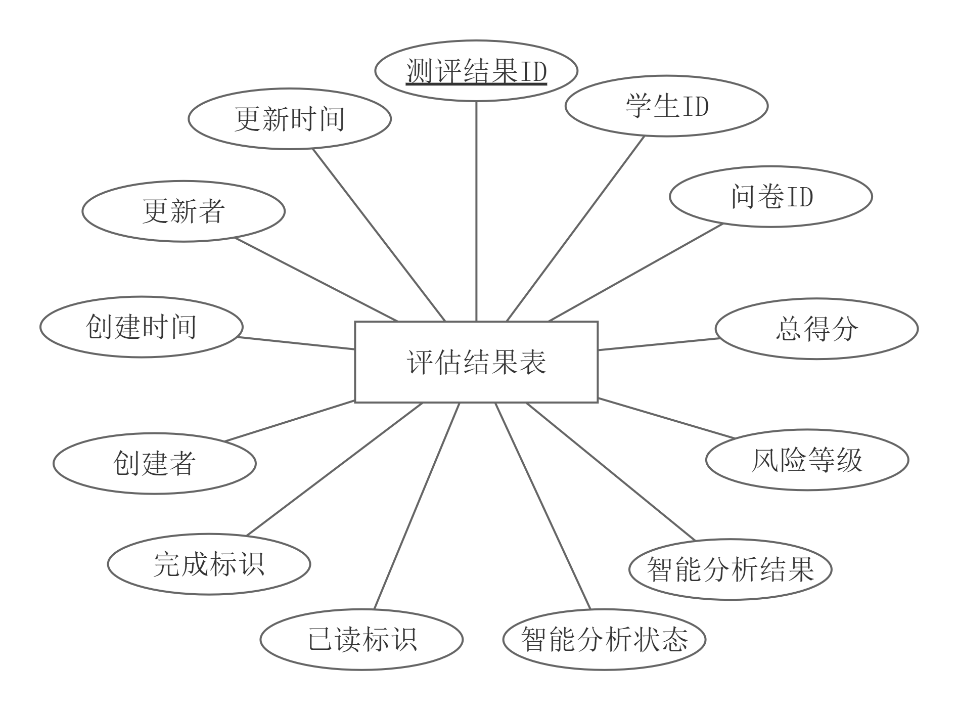 测评结果ID
学生ID
更新时间
问卷ID
更新者
创建时间
总得分
评估结果表
创建者
风险等级
完成标识
智能分析结果
已读标识
智能分析状态